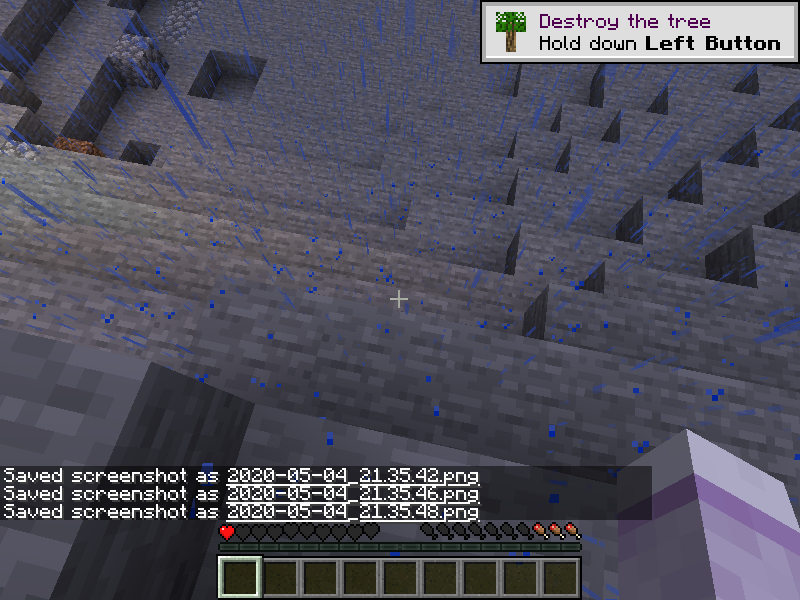 Destroy the tree
Hold down Left Button
Saved screenshot as 2020-05-04_21.35.42.png
Saved screenshot as 2020-05-04_21.35.46.png
Saved screenshot as 2020-05-04_21.35.48.png